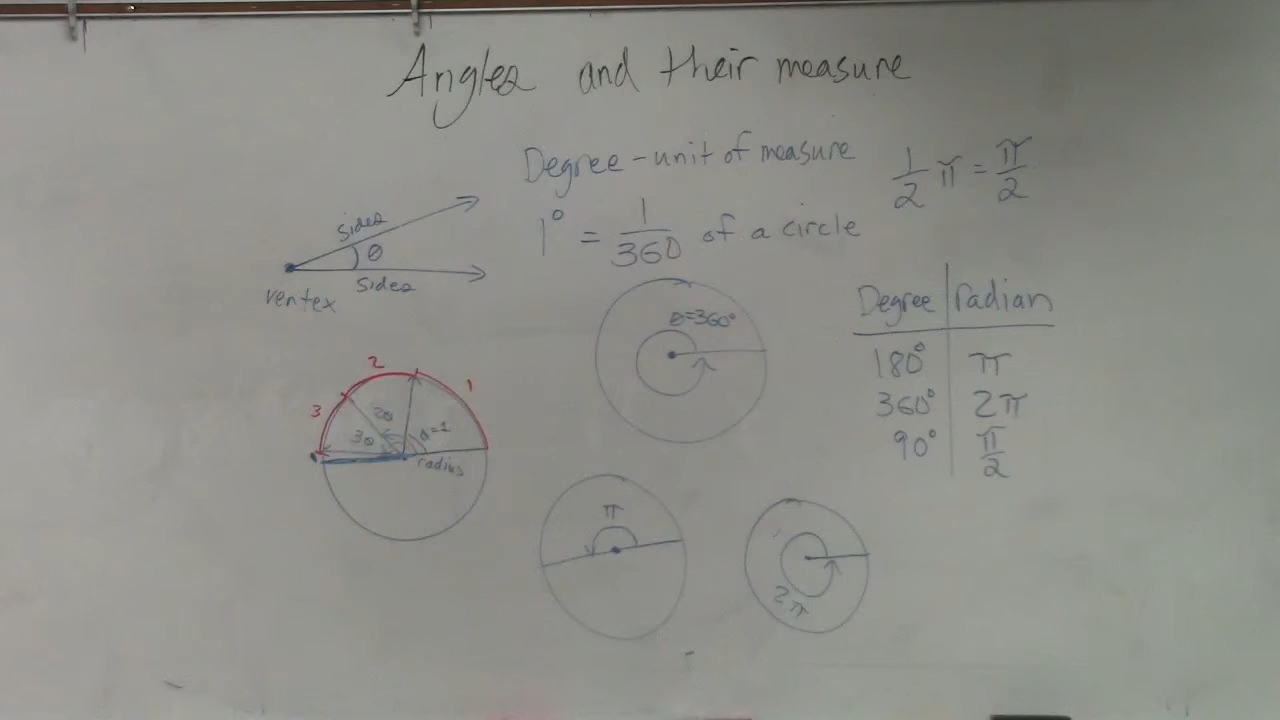 Angles and their measure
Degree - unit of measure
1/2 π = π/2
1° = 1/360 of a circle
sides
θ
sides
vertex
θ=360°
Degree radian
180° π
360° 2π
90° π/2
2
1
3
2θ
3θ
θ=1
radius
π
2π